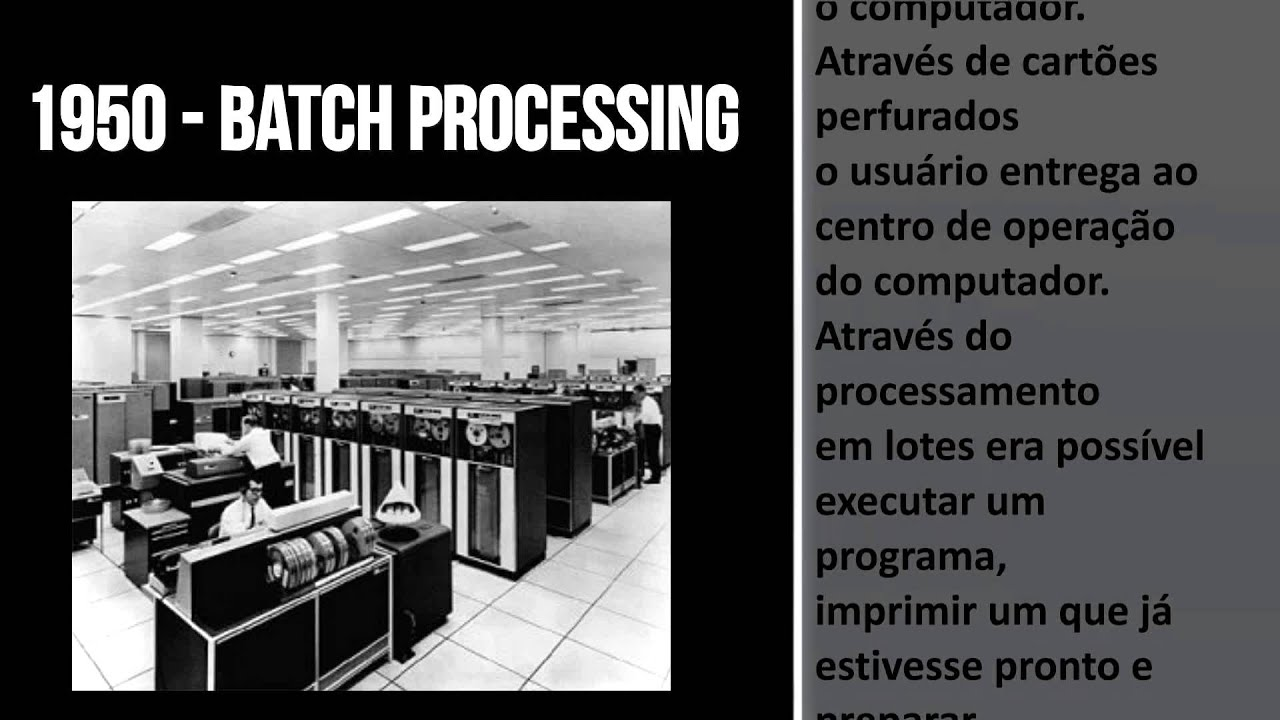 1950 - BATCH PROCESSING
o computador.
Através de cartões
perfurados
o usuário entrega ao
centro de operação
do computador.
Através do
processamento
em lotes era possível
executar um
programa,
imprimir um que já
estivesse pronto e
preparar